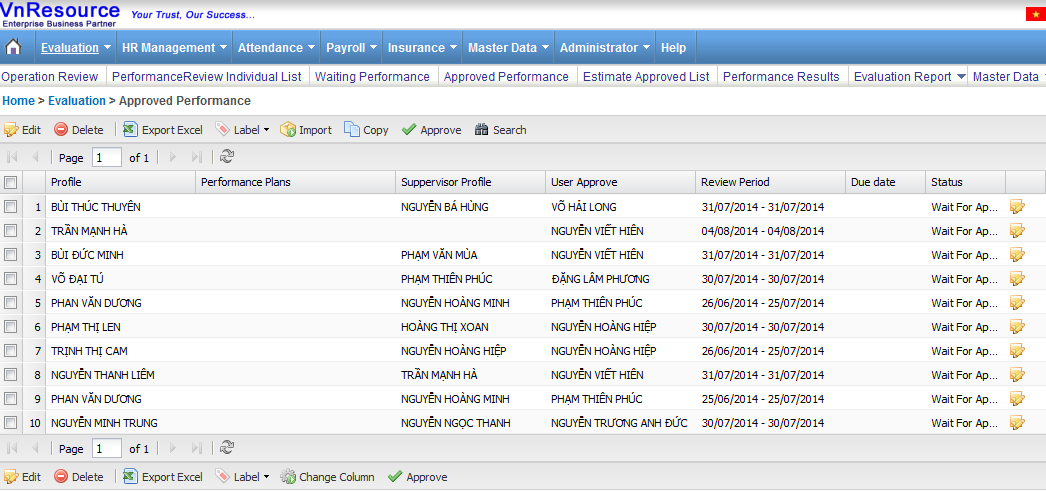 VnResource Your Trust, Our Success...
Enterprise Business Partner
Evaluation HR Management Attendance Payroll Insurance Master Data Administrator Help
Operation Review PerformanceReview Individual List Waiting Performance Approved Performance Estimate Approved List Performance Results Evaluation Report Master Data
Home > Evaluation > Approved Performance
Edit Delete Export Excel Label Import Copy Approve Search
Page 1 of 1
Profile Performance Plans Suppervisor Profile User Approve Review Period Due date Status
1 BÙI THÚC THUYÊN NGUYỄN BÁ HÙNG VÕ HẢI LONG 31/07/2014 - 31/07/2014 Wait For Ap...
2 TRẦN MẠNH HÀ NGUYỄN VIẾT HIÊN 04/08/2014 - 04/08/2014 Wait For Ap...
3 BÙI ĐỨC MINH PHẠM VĂN MÙA NGUYỄN VIẾT HIÊN 31/07/2014 - 31/07/2014 Wait For Ap...
4 VÕ ĐẠI TÚ PHẠM THIÊN PHÚC ĐẶNG LÂM PHƯƠNG 30/07/2014 - 30/07/2014 Wait For Ap...
5 PHAN VĂN DƯƠNG NGUYỄN HOÀNG MINH PHẠM THIÊN PHÚC 26/06/2014 - 25/07/2014 Wait For Ap...
6 PHẠM THỊ LEN HOÀNG THỊ XOAN NGUYỄN HOÀNG HIỆP 30/07/2014 - 30/07/2014 Wait For Ap...
7 TRỊNH THỊ CAM NGUYỄN HOÀNG HIỆP NGUYỄN HOÀNG HIỆP 26/06/2014 - 25/07/2014 Wait For Ap...
8 NGUYỄN THANH LIÊM TRẦN MẠNH HÀ NGUYỄN VIẾT HIÊN 31/07/2014 - 31/07/2014 Wait For Ap...
9 PHAN VĂN DƯƠNG NGUYỄN HOÀNG MINH PHẠM THIÊN PHÚC 25/06/2014 - 25/07/2014 Wait For Ap...
10 NGUYỄN MINH TRUNG NGUYỄN NGỌC THANH NGUYỄN TRƯƠNG ANH ĐỨC 30/07/2014 - 30/07/2014 Wait For Ap...
Page 1 of 1
Edit Delete Export Excel Label Change Column Approve